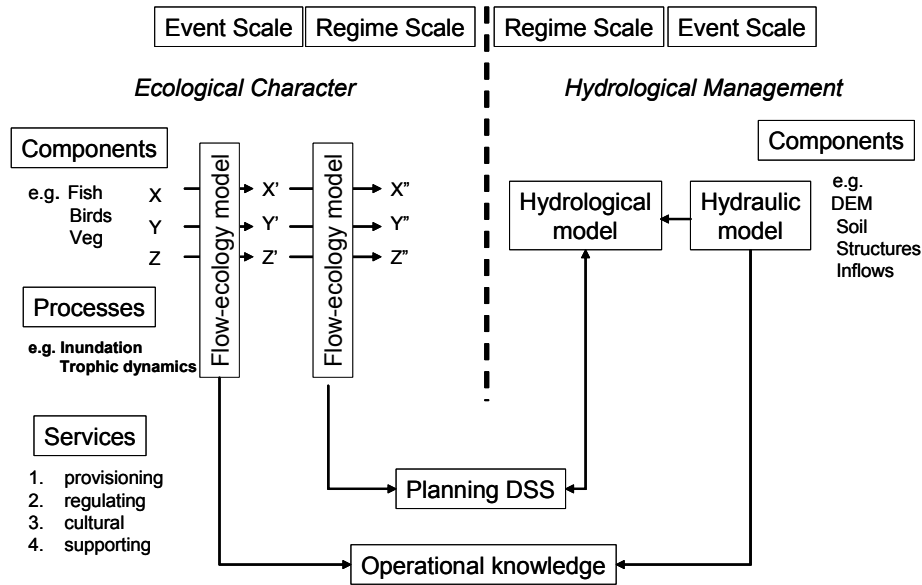 Event Scale
Regime Scale
Regime Scale
Event Scale
Ecological Character
Hydrological Management
Components
e.g. Fish
Birds
Veg
X
Y
Z
Flow-ecology model
X'
Y'
Z'
Flow-ecology model
X”
Y”
Z”
Processes
e.g. Inundation
Trophic dynamics
Services
1. provisioning
2. regulating
3. cultural
4. supporting
Hydrological
model
Hydraulic
model
Components
e.g.
DEM
Soil
Structures
Inflows
Planning DSS
Operational knowledge